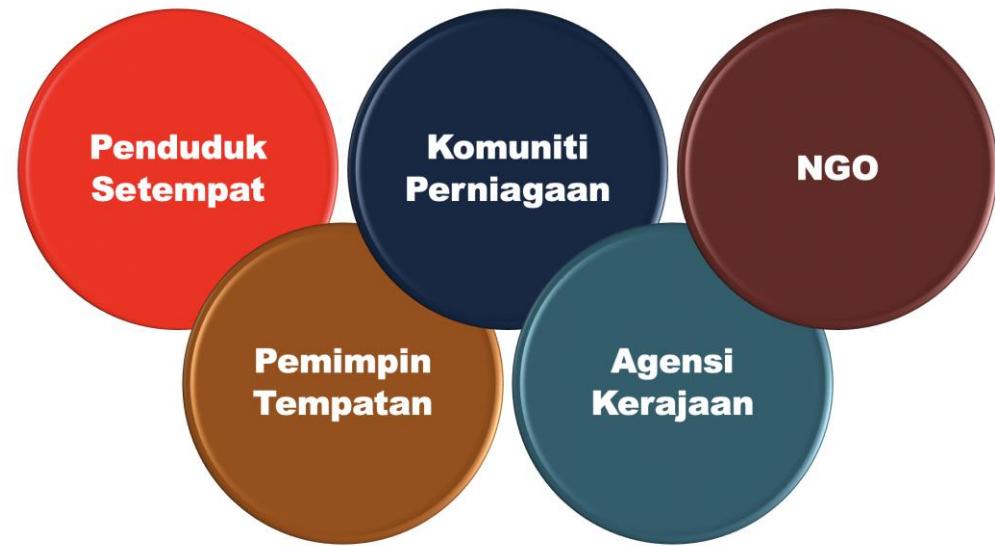 Penduduk
Setempat
Komuniti
Perniagaan
NGO
Pemimpin
Tempatan
Agensi
Kerajaan